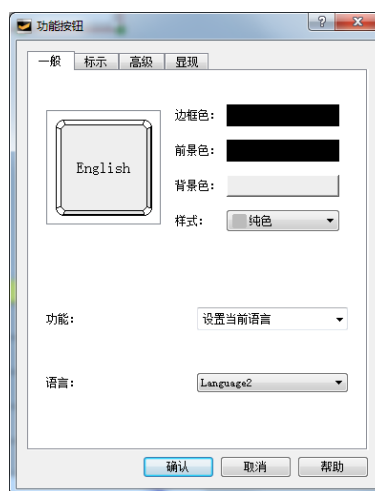 功能按钮
一般 标示 高级 显现
English
边框色:
前景色:
背景色:
样式: 纯色
功能: 设置当前语言
语言: Language2
确认 取消 帮助